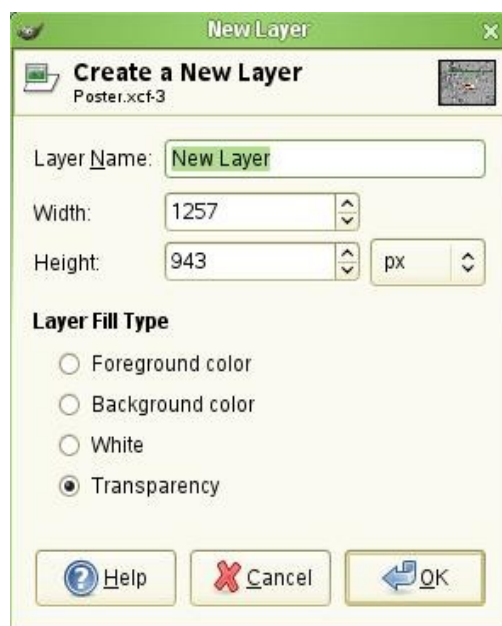 New Layer
Create a New Layer
Poster.xcf-3
Layer Name: New Layer
Width: 1257
Height: 943 px
Layer Fill Type
Foreground color
Background color
White
Transparency
Help Cancel OK